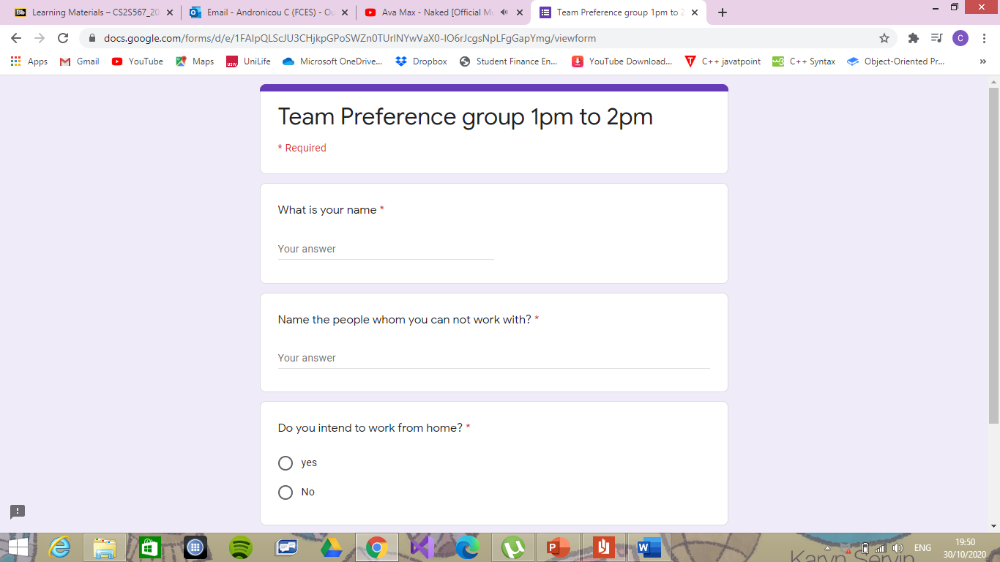 Learning Materials – CS2S567_20
Email - Andronicou C (FCES) - Ou
Ava Max - Naked [Official Mu
Team Preference group 1pm to 2
docs.google.com/forms/d/e/1FAIpQLScJU3CHjkpGPoSWZn0TUrINYwVaX0-IO6rJcgsNpLFgGapYmg/viewform
C
Apps Gmail YouTube Maps UniLife Microsoft OneDrive... Dropbox Student Finance En... YouTube Download... C++ javatpoint C++ Syntax Object-Oriented Pr... »
Team Preference group 1pm to 2pm
* Required
What is your name *
Your answer
Name the people whom you can not work with? *
Your answer
Do you intend to work from home? *
yes
No
ENG
19:50
30/10/2020
Karyn Servin